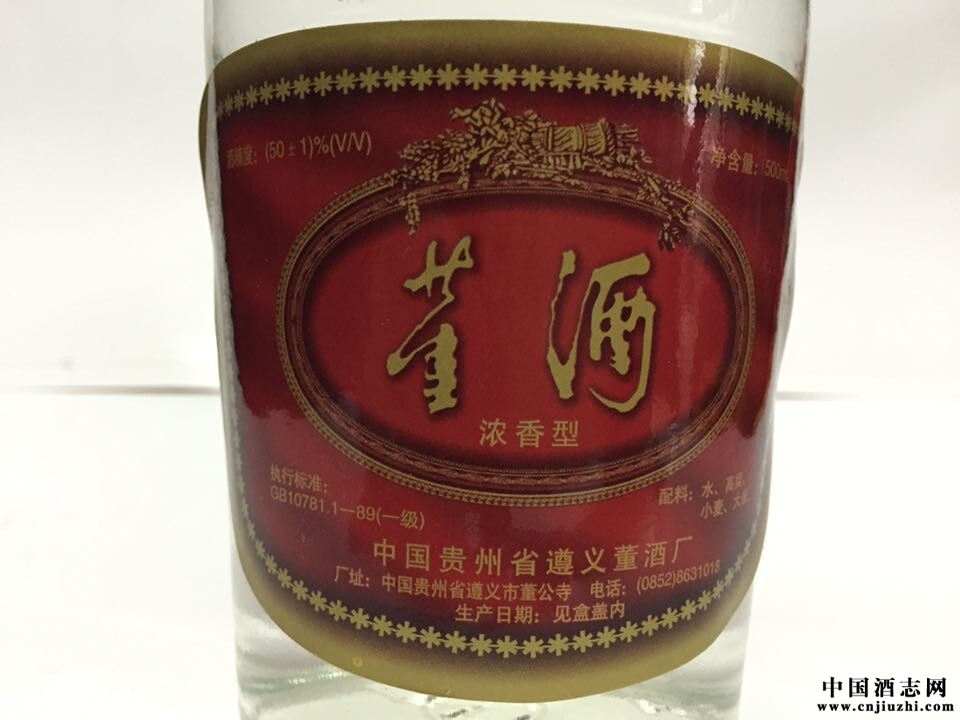 酒精度：(50±1)%(V/V)
净含量：500m
董酒
浓香型
执行标准：
GB10781.1—89(一级)
配料：水、高粱、
小麦、大
中国贵州省遵义董酒厂
厂址：中国贵州省遵义市董公寺 电话：(0852)8631018
生产日期：见盒盖内
中国酒志网
www.cnjiuzhi.com